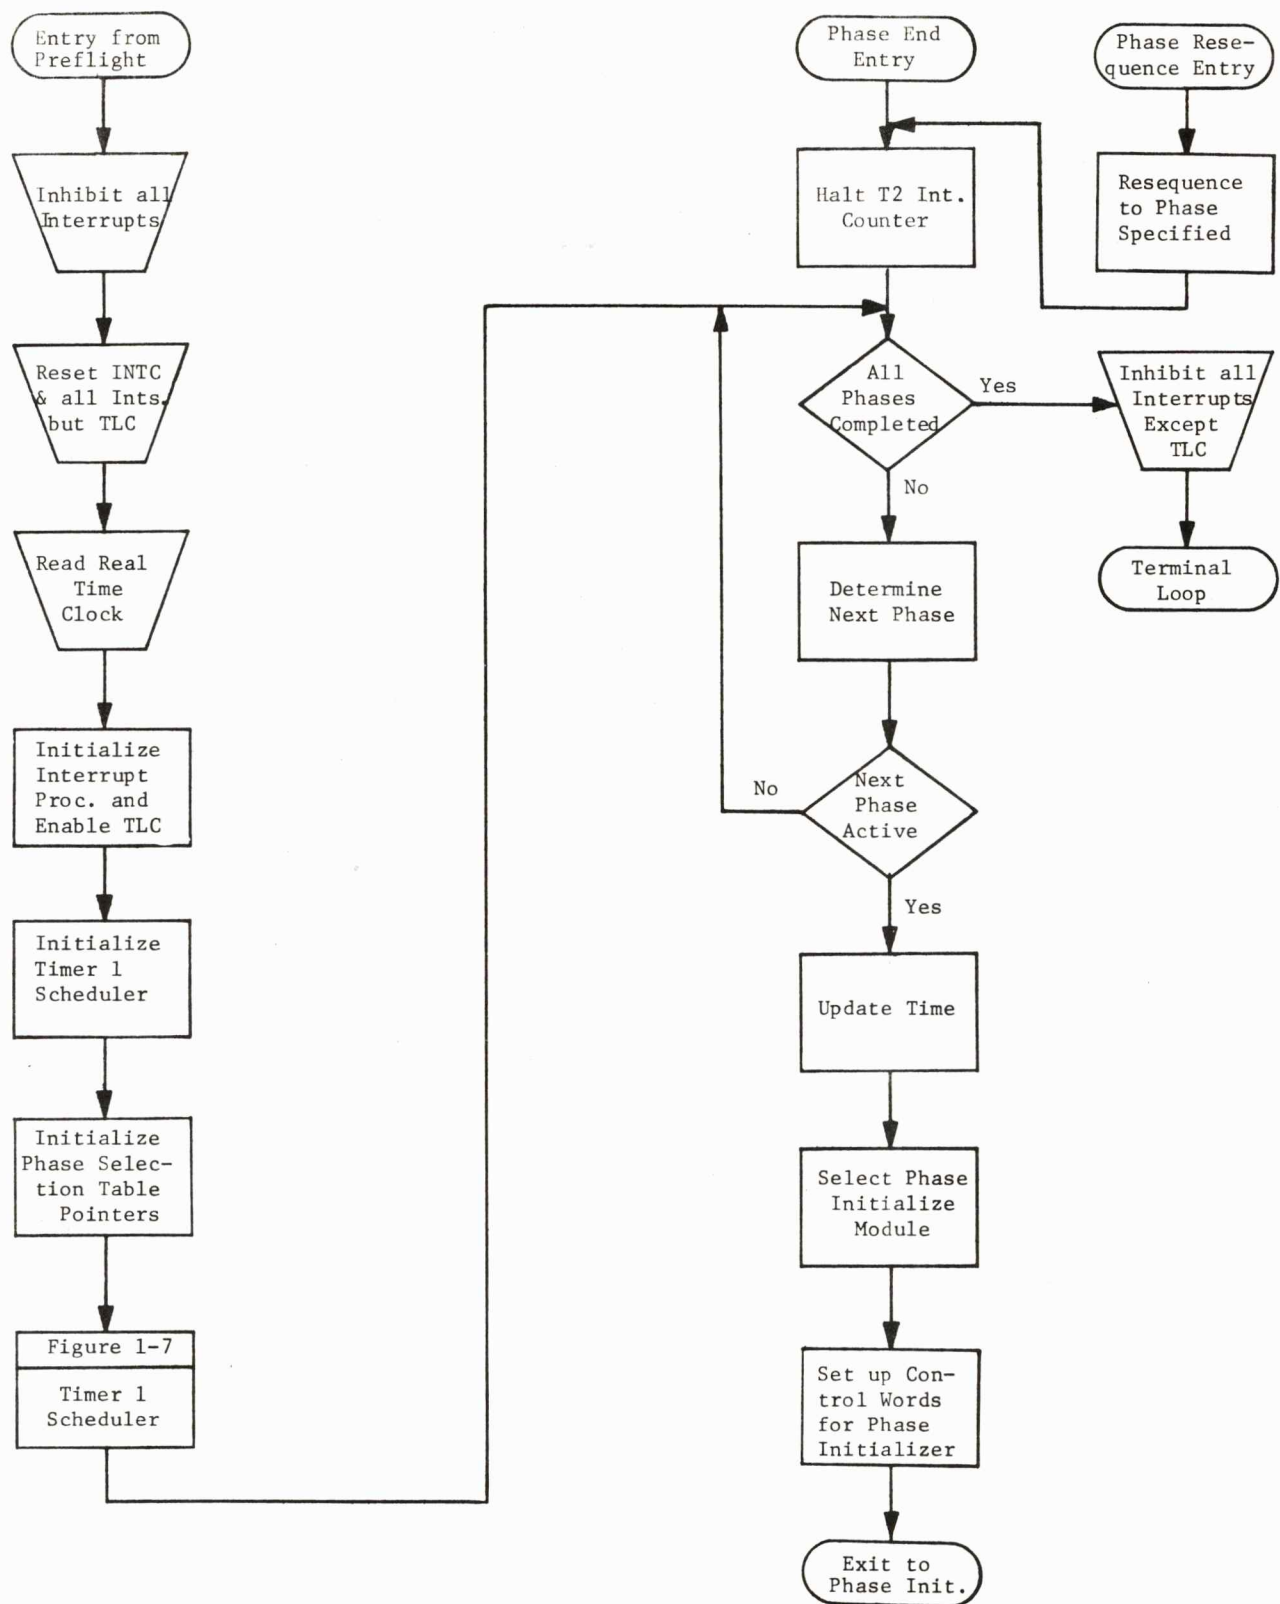 Entry from
Preflight
Inhibit all
Interrupts
Reset INTC
& all Ints.
but TLC
Read Real
Time
Clock
Initialize
Interrupt
Proc. and
Enable TLC
Initialize
Timer 1
Scheduler
Initialize
Phase Selec-
tion Table
Pointers
Figure 1-7
Timer 1
Scheduler
Phase End
Entry
Halt T2 Int.
Counter
All
Phases
Completed
Yes
No
Determine
Next Phase
Next
Phase
Active
No
Yes
Update Time
Select Phase
Initialize
Module
Set up Con-
trol Words
for Phase
Initializer
Exit to
Phase Init.
Phase Rese-
quence Entry
Resequence
to Phase
Specified
Inhibit all
Interrupts
Except
TLC
Terminal
Loop